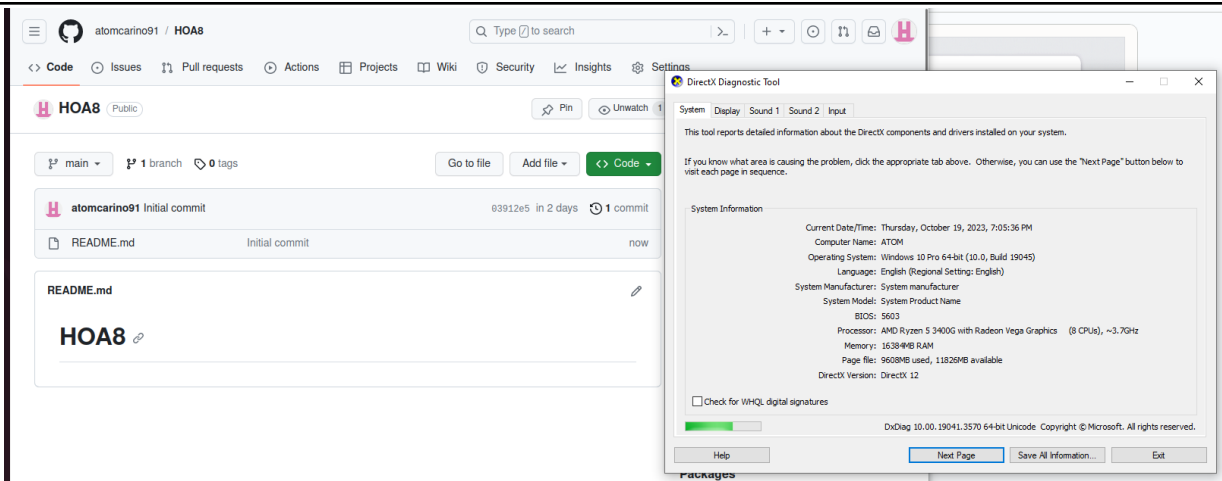 atomcarino91 / HOA8
Type / to search
Code Issues Pull requests Actions Projects Wiki Security Insights Settings
HOA8 Public
Pin Unwatch 1
main 1 branch 0 tags
Go to file Add file Code
atomcarino91 Initial commit 03912e5 in 2 days 1 commit
README.md Initial commit now
README.md
HOA8
Packages
DirectX Diagnostic Tool
System Display Sound 1 Sound 2 Input
This tool reports detailed information about the DirectX components and drivers installed on your system.
If you know what area is causing the problem, click the appropriate tab above. Otherwise, you can use the "Next Page" button below to
visit each page in sequence.
System Information
Current Date/Time: Thursday, October 19, 2023, 7:05:36 PM
Computer Name: ATOM
Operating System: Windows 10 Pro 64-bit (10.0, Build 19045)
Language: English (Regional Setting: English)
System Manufacturer: System manufacturer
System Model: System Product Name
BIOS: 5603
Processor: AMD Ryzen 5 3400G with Radeon Vega Graphics (8 CPUs), ~3.7GHz
Memory: 16384MB RAM
Page file: 9608MB used, 11826MB available
DirectX Version: DirectX 12
Check for WHQL digital signatures
DxDiag 10.00.19041.3570 64-bit Unicode Copyright © Microsoft. All rights reserved.
Help Next Page Save All Information... Exit